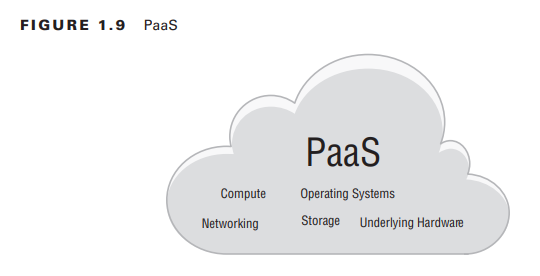 FIGURE 1.9 PaaS
PaaS
Compute Operating Systems
Networking Storage Underlying Hardware